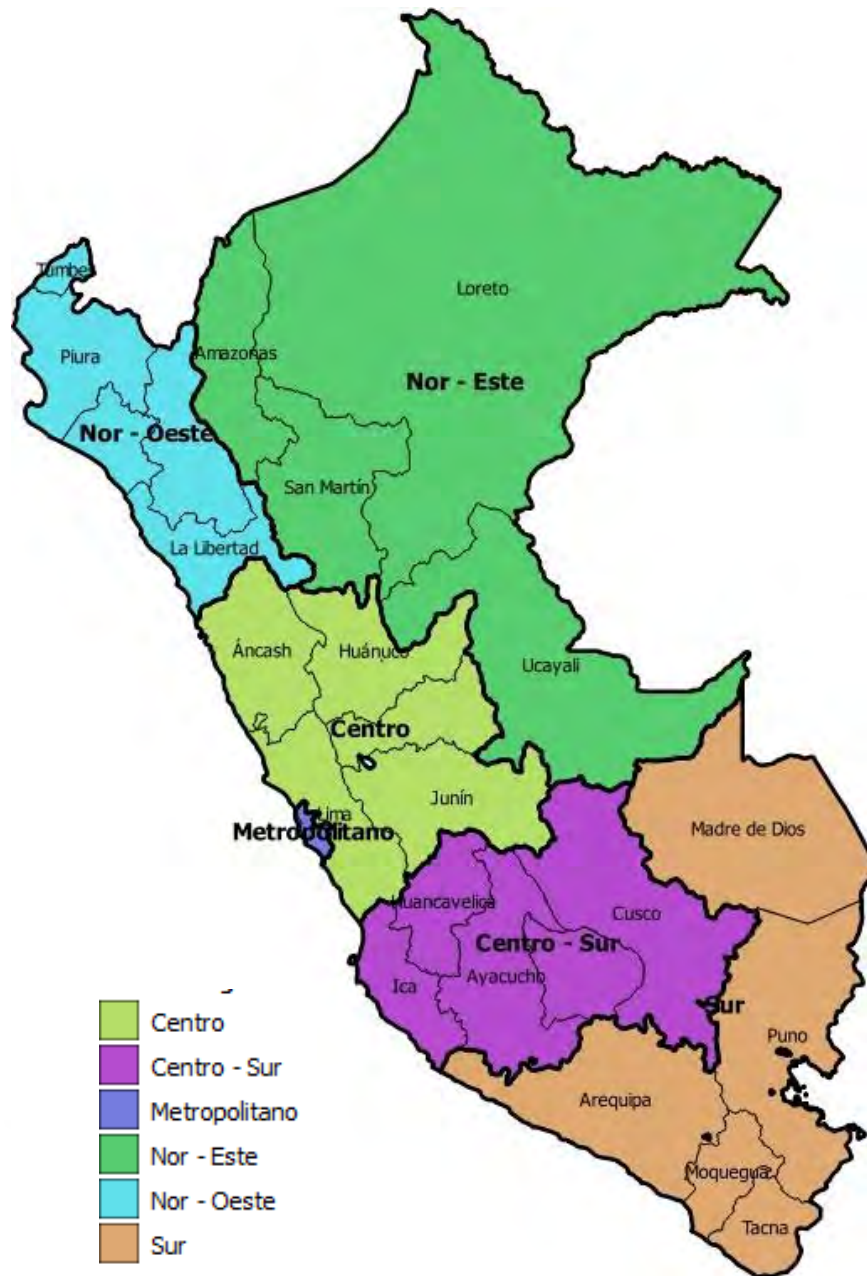 Tumbes
Loreto
Piura
Amazonas
Nor - Este
Nor - Oeste
San Martín
La Libertad
Áncash
Huánuco
Ucayali
Centro
Junín
Lima
Metropolitano
Madre de Dios
Huancavelica
Cusco
Centro - Sur
Ica
Ayacucho
Sur
Puno
Arequipa
Moquegua
Tacna
Centro
Centro - Sur
Metropolitano
Nor - Este
Nor - Oeste
Sur